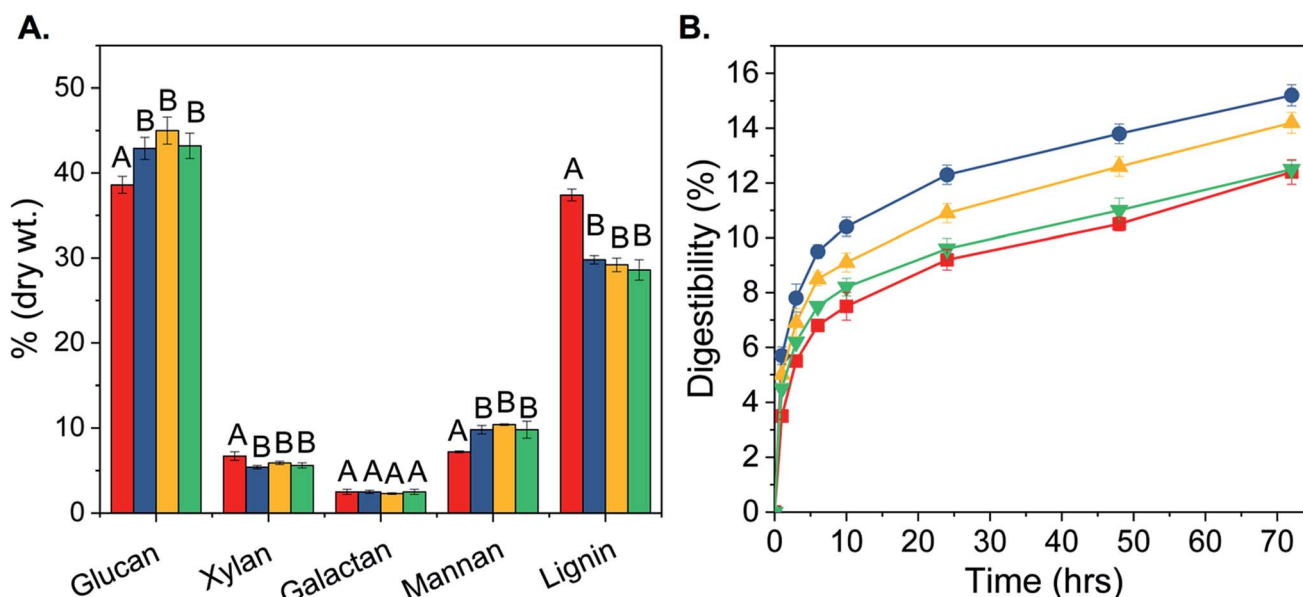 A.
% (dry wt.)
50
40
30
20
10
0
A B B B
A B B B
A A A A
A B B B
A B B B
Glucan Xylan Galactan Mannan Lignin
B.
Digestibility (%)
16
14
12
10
8
6
4
2
0
0 10 20 30 40 50 60 70
Time (hrs)